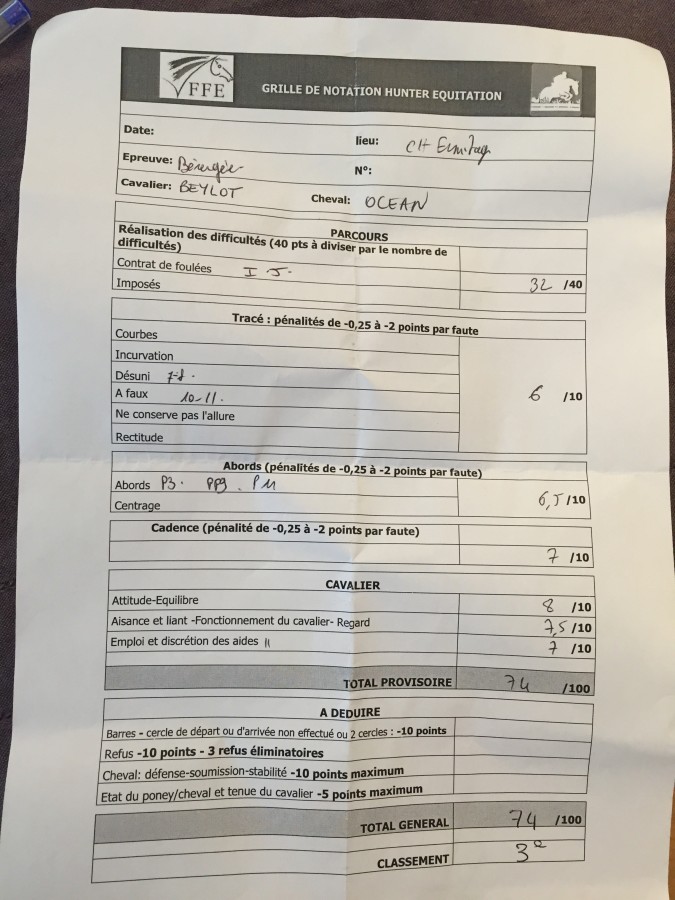 FFE
GRILLE DE NOTATION HUNTER EQUITATION
Date:
lieu: CH Ermitage
Epreuve: Bérengère
N°:
Cavalier: BEYLOT
Cheval: OCEAN
PARCOURS
Réalisation des difficultés (40 pts à diviser par le nombre de
difficultés)
Contrat de foulées I J.
Imposés
32 /40
Tracé : pénalités de -0,25 à -2 points par faute
Courbes
Incurvation
Désuni 7-8.
A faux 10-11.
6 /10
Ne conserve pas l'allure
Rectitude
Abords (pénalités de -0,25 à -2 points par faute)
Abords P3. PP9. P11
6,5/10
Centrage
Cadence (pénalité de -0,25 à -2 points par faute)
7 /10
CAVALIER
Attitude-Equilibre 8 /10
Aisance et liant -Fonctionnement du cavalier- Regard 7,5 /10
Emploi et discrétion des aides 11 7 /10
TOTAL PROVISOIRE 74 /100
A DEDUIRE
Barres - cercle de départ ou d'arrivée non effectué ou 2 cercles : -10 points
Refus -10 points - 3 refus éliminatoires
Cheval: défense-soumission-stabilité -10 points maximum
Etat du poney/cheval et tenue du cavalier -5 points maximum
TOTAL GENERAL 74 /100
CLASSEMENT 3e